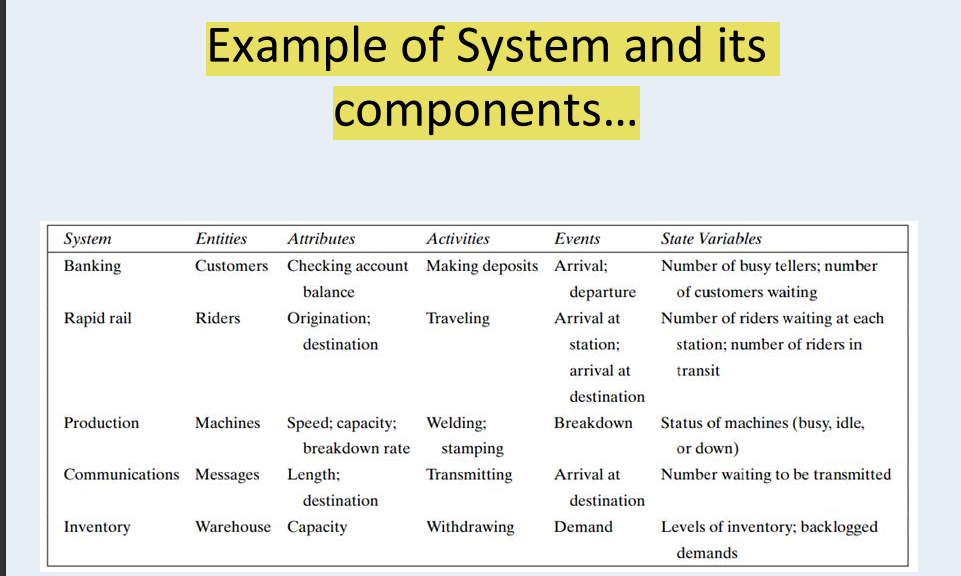 Example of System and its
components...
System Entities Attributes Activities Events State Variables
Banking Customers Checking account Making deposits Arrival; Number of busy tellers; number
balance departure of customers waiting
Rapid rail Riders Origination; Traveling Arrival at Number of riders waiting at each
destination station; station; number of riders in
arrival at transit
destination
Production Machines Speed; capacity; Welding; Breakdown Status of machines (busy, idle,
breakdown rate stamping or down)
Communications Messages Length; Transmitting Arrival at Number waiting to be transmitted
destination destination
Inventory Warehouse Capacity Withdrawing Demand Levels of inventory; backlogged
demands